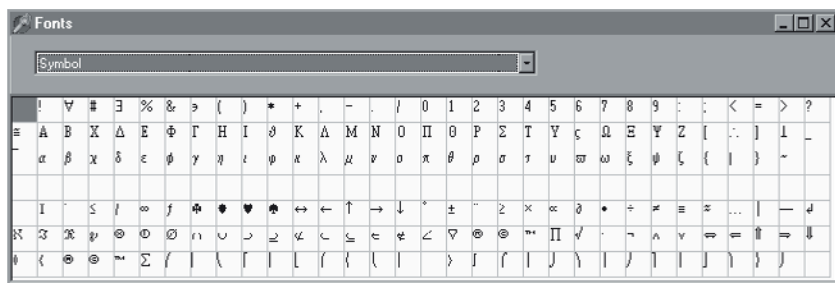 Fonts
Symbol
! ∀ # ∃ % & ∍ ( ) * + , − . / 0 1 2 3 4 5 6 7 8 9 : ; < = > ?
≅ Α Β Χ Δ Ε Φ Γ Η Ι ϑ Κ Λ Μ Ν Ο Π Θ Ρ Σ Τ Υ ς Ω Ξ Ψ Ζ [ ∴ ] ⊥ _
‾ α β χ δ ε φ γ η ι ϕ κ λ μ ν ο π θ ρ σ τ υ ϖ ω ξ ψ ζ { | } ~
ϒ ′ ≤ / ∞ ƒ ♣ ♦ ♥ ♠ ↔ ← ↑ → ↓ ° ± ″ ≥ × ∝ ∂ • ÷ ≠ ≡ ≈ … | — ↵
ℵ ℑ ℜ ℘ ⊗ ⊕ ∅ ∩ ∪ ⊃ ⊇ ⊄ ⊂ ⊆ ∈ ∉ ∠ ∇ ® © ™ ∏ √ ⋅ ¬ ∧ ∨ ⇔ ⇐ ⇑ ⇒ ⇓
◊ 〈 ® © ™ ∑ ⎛ ⎜ ⎝ ⎡ ⎢ ⎣ ⎧ ⎨ ⎩ ⎪ 〉 ∫ ⌠ ⎮ ⌡ ⎞ ⎟ ⎠ ⎤ ⎥ ⎦ ⎫ ⎬ ⎭